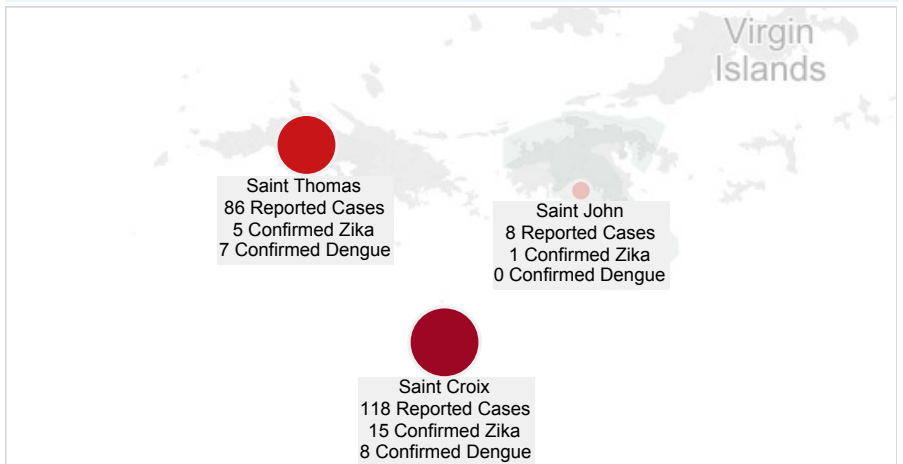 Virgin
Islands
Saint Thomas
86 Reported Cases
5 Confirmed Zika
7 Confirmed Dengue
Saint John
8 Reported Cases
1 Confirmed Zika
0 Confirmed Dengue
Saint Croix
118 Reported Cases
15 Confirmed Zika
8 Confirmed Dengue